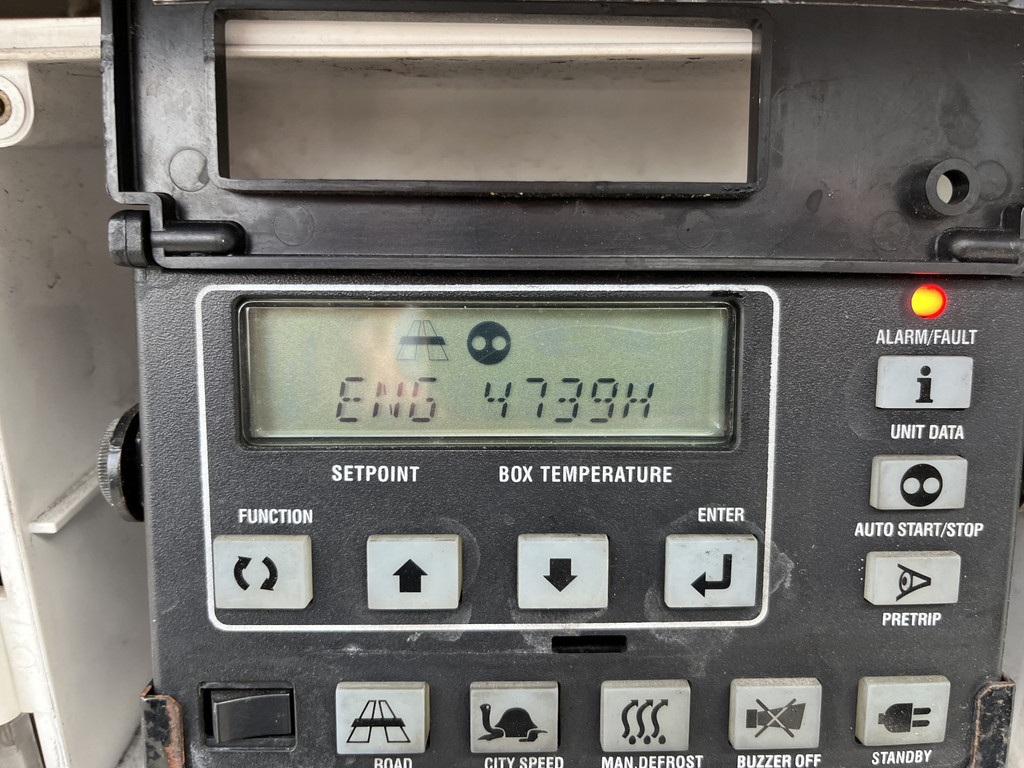 ENG 4739H
ALARM/FAULT
i
UNIT DATA
SETPOINT
BOX TEMPERATURE
FUNCTION
ENTER
AUTO START/STOP
PRETRIP
ROAD
CITY SPEED
MAN.DEFROST
BUZZER OFF
STANDBY